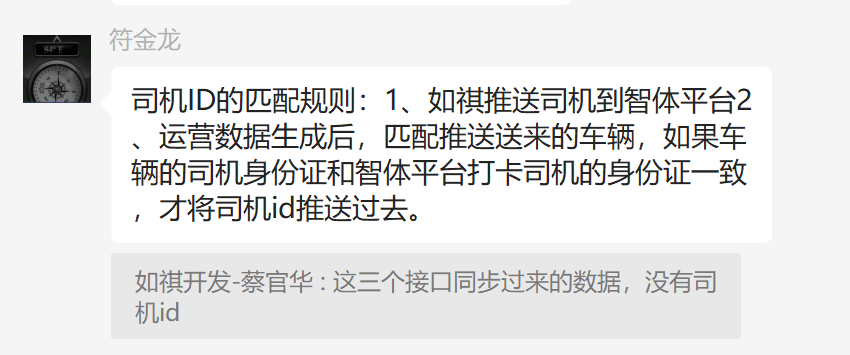 符金龙
司机ID的匹配规则：1、如祺推送司机到智体平台2
、运营数据生成后，匹配推送送来的车辆，如果车
辆的司机身份证和智体平台打卡司机的身份证一致
，才将司机id推送过去。
如祺开发-蔡官华：这三个接口同步过来的数据，没有司
机id